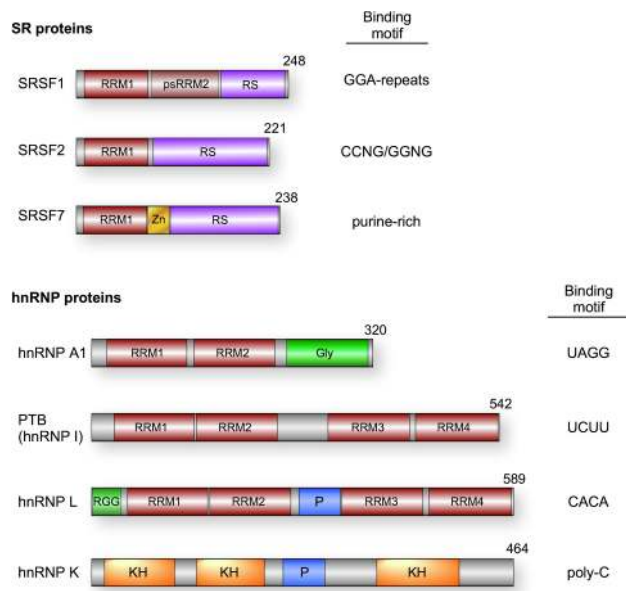 SR proteins
Binding
motif
248
SRSF1 RRM1 psRRM2 RS GGA-repeats
221
SRSF2 RRM1 RS CCNG/GGNG
238
SRSF7 RRM1 Zn RS purine-rich
hnRNP proteins
Binding
motif
320
hnRNP A1 RRM1 RRM2 Gly UAGG
542
PTB
(hnRNP I) RRM1 RRM2 RRM3 RRM4 UCUU
589
hnRNP L RGG RRM1 RRM2 P RRM3 RRM4 CACA
464
hnRNP K KH KH P KH poly-C